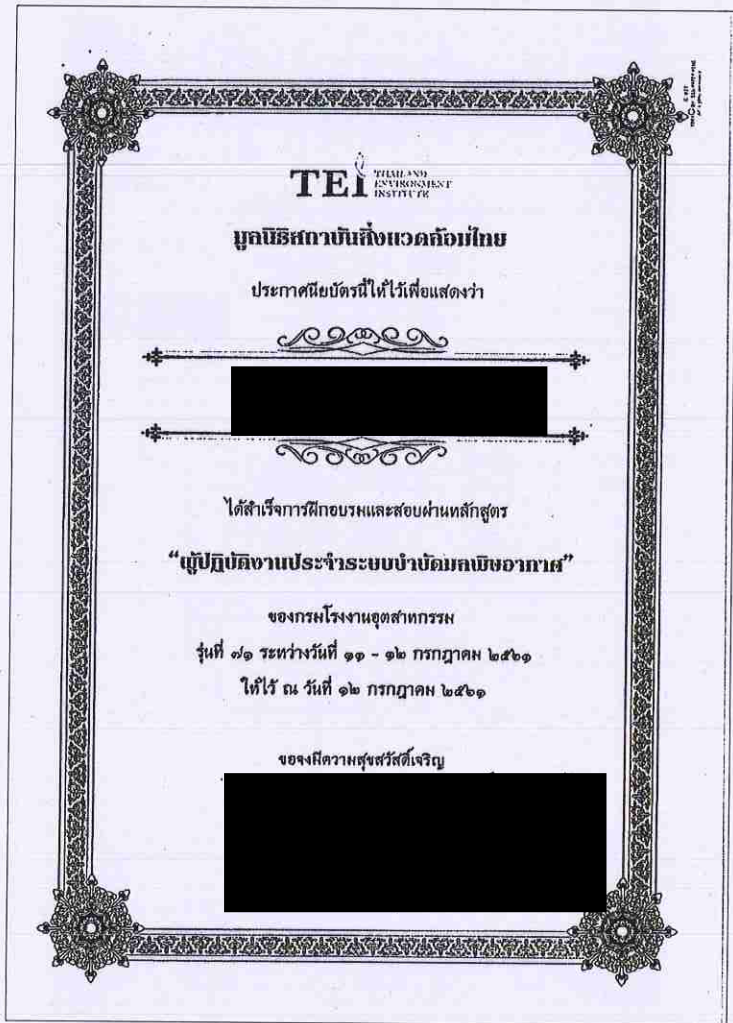 TEI THAILAND
ENVIRONMENT
INSTITUTE
มูลนิธิสถาบันสิ่งแวดล้อมไทย
ประกาศนียบัตรนี้ให้ไว้เพื่อแสดงว่า
ได้สำเร็จการฝึกอบรมและสอบผ่านหลักสูตร
“ผู้ปฏิบัติงานประจำระบบบำบัดมลพิษอากาศ”
ของกรมโรงงานอุตสาหกรรม
รุ่นที่ ๗๑ ระหว่างวันที่ ๑๑ - ๑๒ กรกฎาคม ๒๕๖๑
ให้ไว้ ณ วันที่ ๑๒ กรกฎาคม ๒๕๖๑
ขอจงมีความสุขสวัสดิ์เจริญ